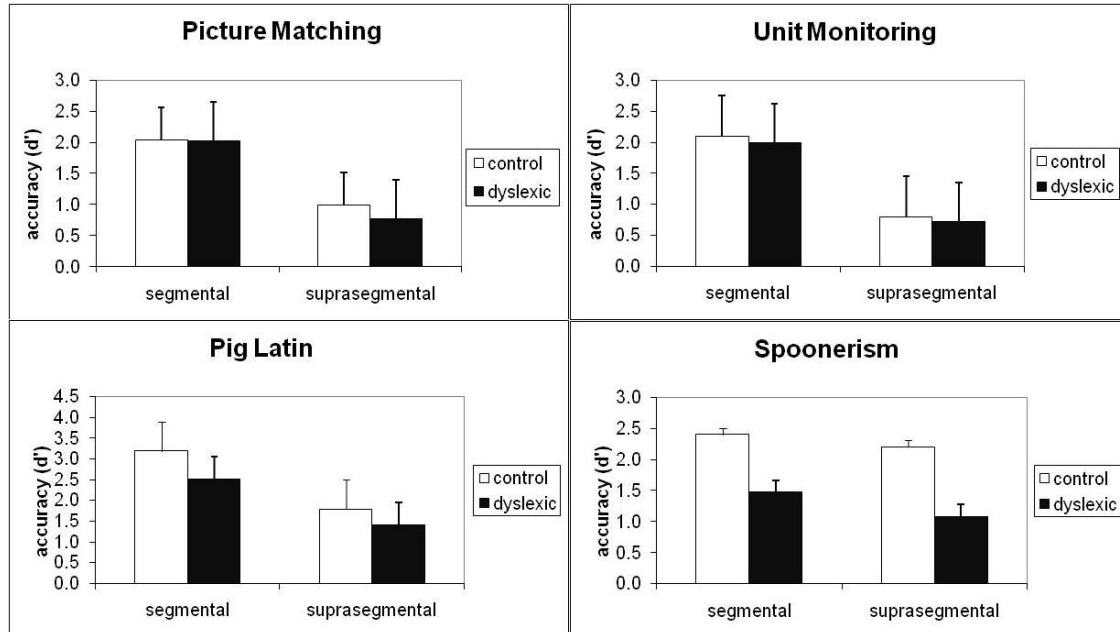 Picture Matching
accuracy (d')
3.0
2.5
2.0
1.5
1.0
0.5
0.0
segmental suprasegmental
control
dyslexic
Unit Monitoring
accuracy (d')
3.0
2.5
2.0
1.5
1.0
0.5
0.0
segmental suprasegmental
control
dyslexic
Pig Latin
accuracy (d')
4.5
4.0
3.5
3.0
2.5
2.0
1.5
1.0
0.5
0.0
segmental suprasegmental
control
dyslexic
Spoonerism
accuracy (d')
3.0
2.5
2.0
1.5
1.0
0.5
0.0
segmental suprasegmental
control
dyslexic